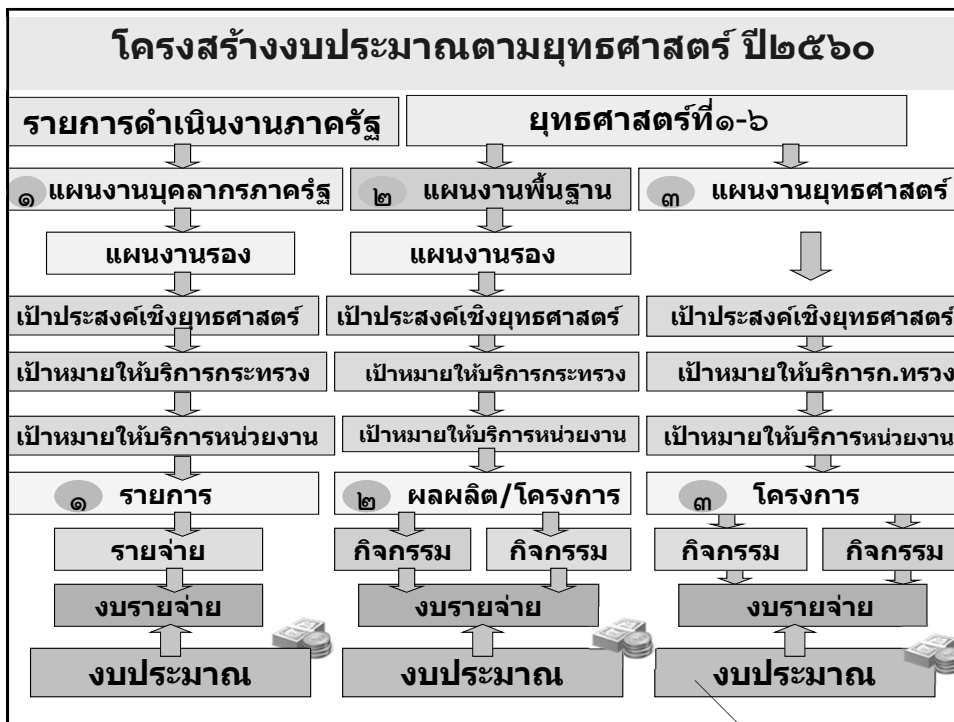 โครงสร้างงบประมาณตามยุทธศาสตร์ ปี๒๕๖๐
รายการดำเนินงานภาครัฐ
ยุทธศาสตร์ที่๑-๖
๑ แผนงานบุคลากรภาครัฐ
๒ แผนงานพื้นฐาน
๓ แผนงานยุทธศาสตร์
แผนงานรอง
แผนงานรอง
เป้าประสงค์เชิงยุทธศาสตร์
เป้าประสงค์เชิงยุทธศาสตร์
เป้าประสงค์เชิงยุทธศาสตร์
เป้าหมายให้บริการกระทรวง
เป้าหมายให้บริการกระทรวง
เป้าหมายให้บริการก.ทรวง
เป้าหมายให้บริการหน่วยงาน
เป้าหมายให้บริการหน่วยงาน
เป้าหมายให้บริการหน่วยงาน
๑ รายการ
๒ ผลผลิต/โครงการ
๓ โครงการ
รายจ่าย
กิจกรรม
กิจกรรม
กิจกรรม
กิจกรรม
งบรายจ่าย
งบรายจ่าย
งบรายจ่าย
งบประมาณ
งบประมาณ
งบประมาณ